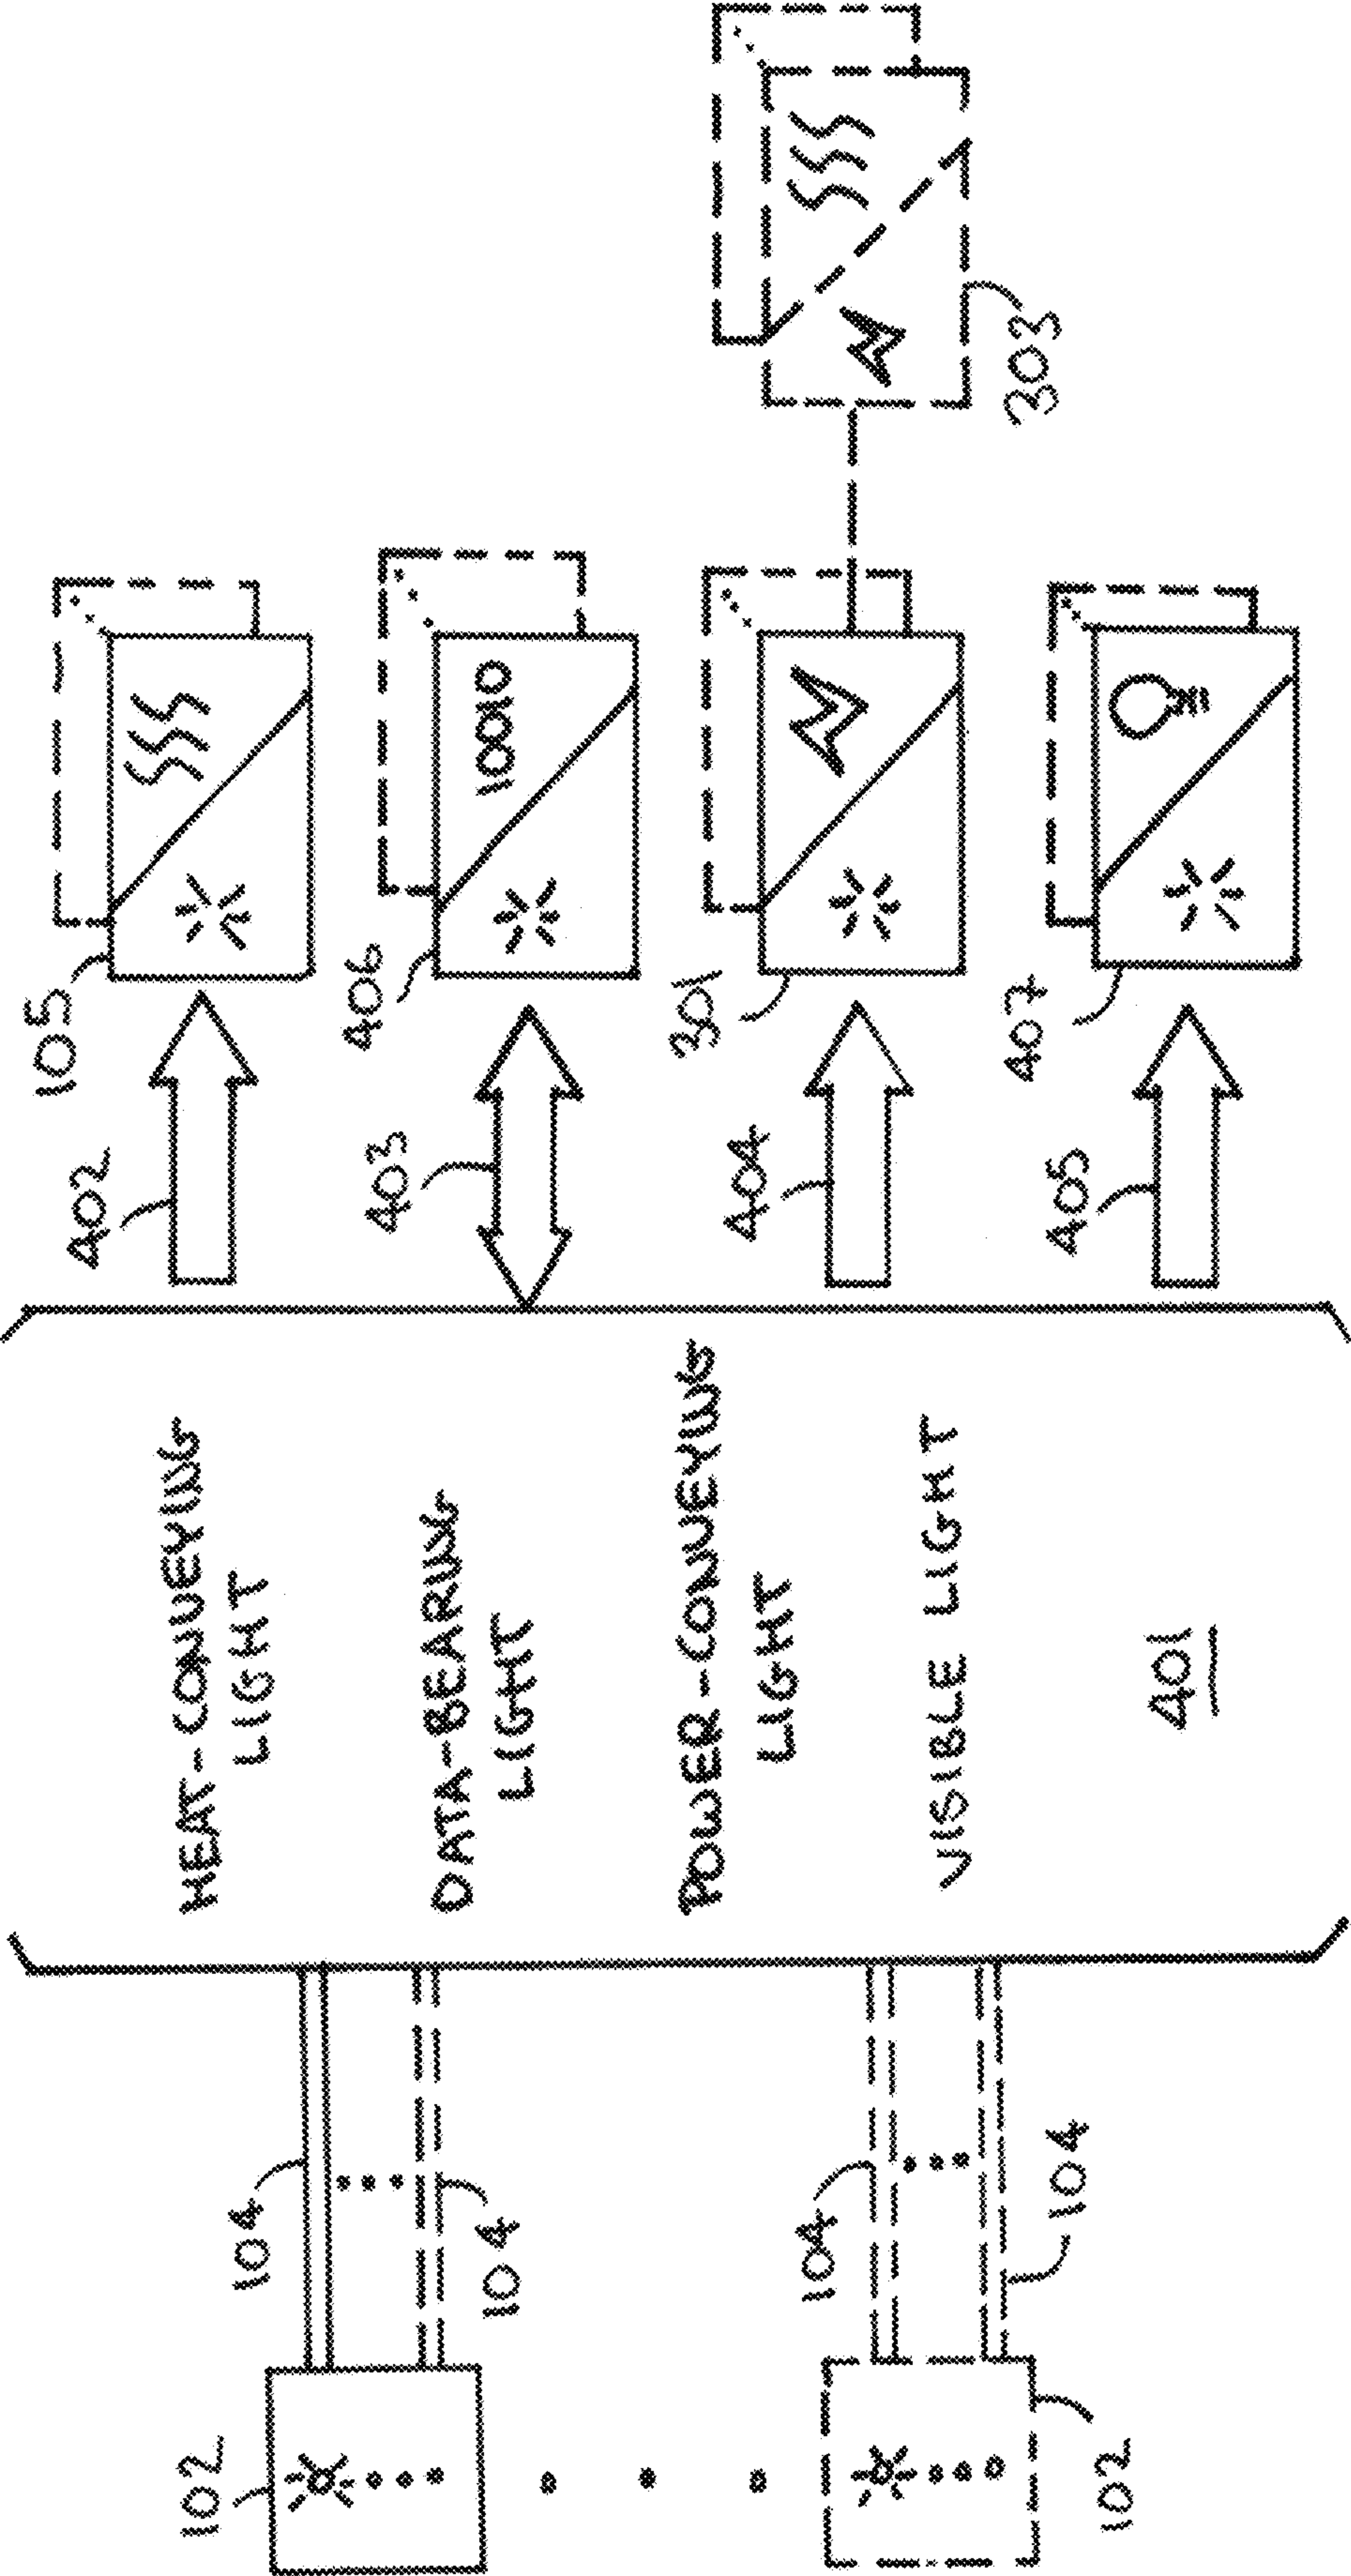 102
104
104
104
104
102
HEAT-CONVEYING
LIGHT
DATA-BEARING
LIGHT
POWER-CONVEYING
LIGHT
VISIBLE LIGHT
401
402
105
403
406
10010
404
301
303
405
407